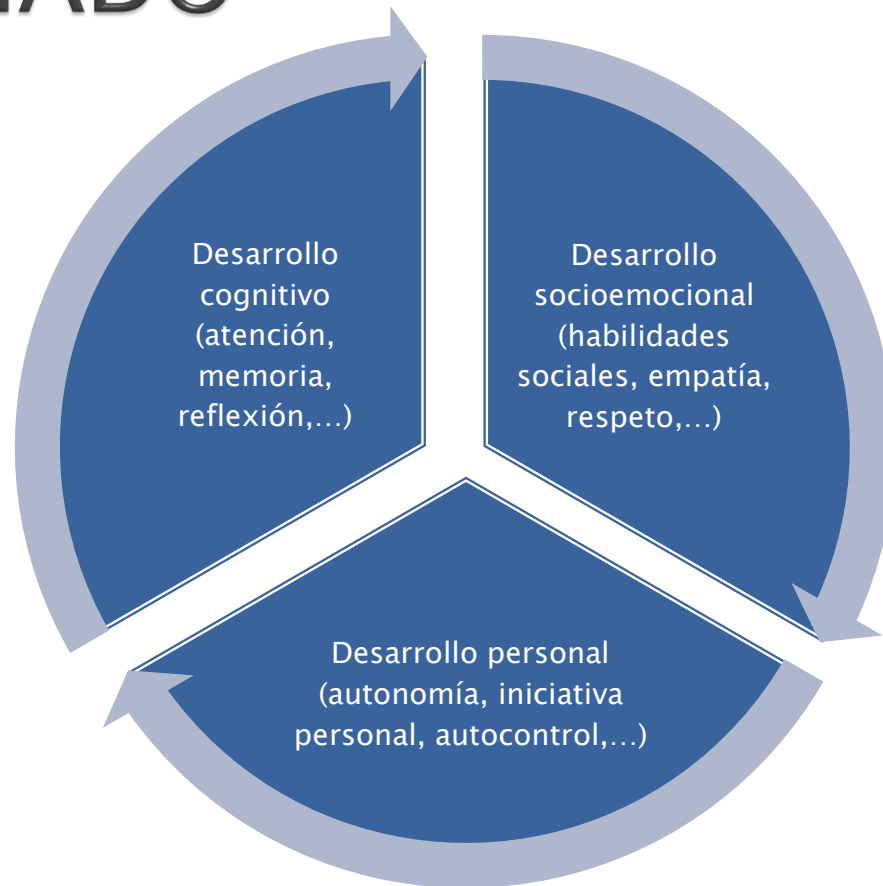 Desarrollo
cognitivo
(atención,
memoria,
reflexión,...)
Desarrollo
socioemocional
(habilidades
sociales, empatía,
respeto,...)
Desarrollo personal
(autonomía, iniciativa
personal, autocontrol,...)